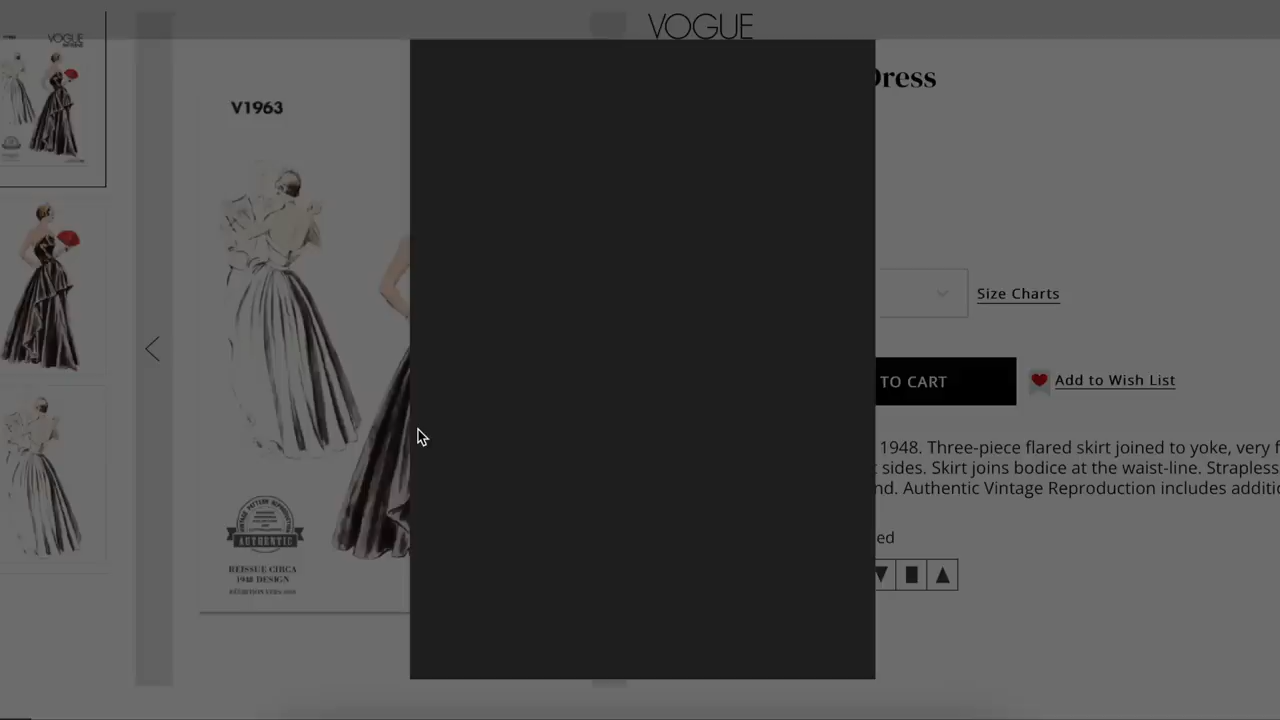 VOGUE
VOGUE
Dress
V1963
Size Charts
TO CART
Add to Wish List
1948. Three-piece flared skirt joined to yoke, very f
sides. Skirt joins bodice at the waist-line. Strapless
nd. Authentic Vintage Reproduction includes additio
ed
AUTHENTIC
REISSUE CIRCA
1948 DESIGN